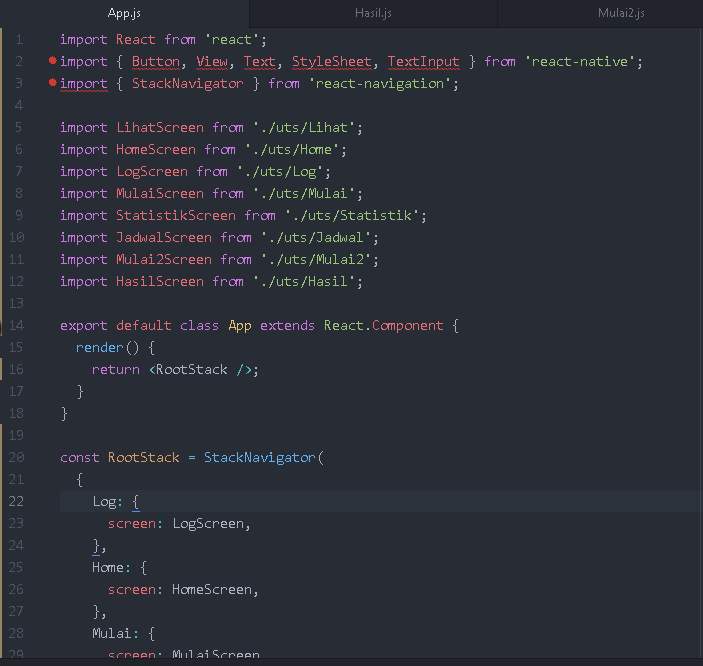 App.js Hasil.js Mulai2.js
1 import React from 'react';
2 import { Button, View, Text, StyleSheet, TextInput } from 'react-native';
3 import { StackNavigator } from 'react-navigation';
4
5 import LihatScreen from './uts/Lihat';
6 import HomeScreen from './uts/Home';
7 import LogScreen from './uts/Log';
8 import MulaiScreen from './uts/Mulai';
9 import StatistikScreen from './uts/Statistik';
10 import JadwalScreen from './uts/Jadwal';
11 import Mulai2Screen from './uts/Mulai2';
12 import HasilScreen from './uts/Hasil';
13
14 export default class App extends React.Component {
15   render() {
16     return <RootStack />;
17   }
18 }
19
20 const RootStack = StackNavigator(
21   {
22     Log: {
23       screen: LogScreen,
24     },
25     Home: {
26       screen: HomeScreen,
27     },
28     Mulai: {
29       screen: MulaiScreen